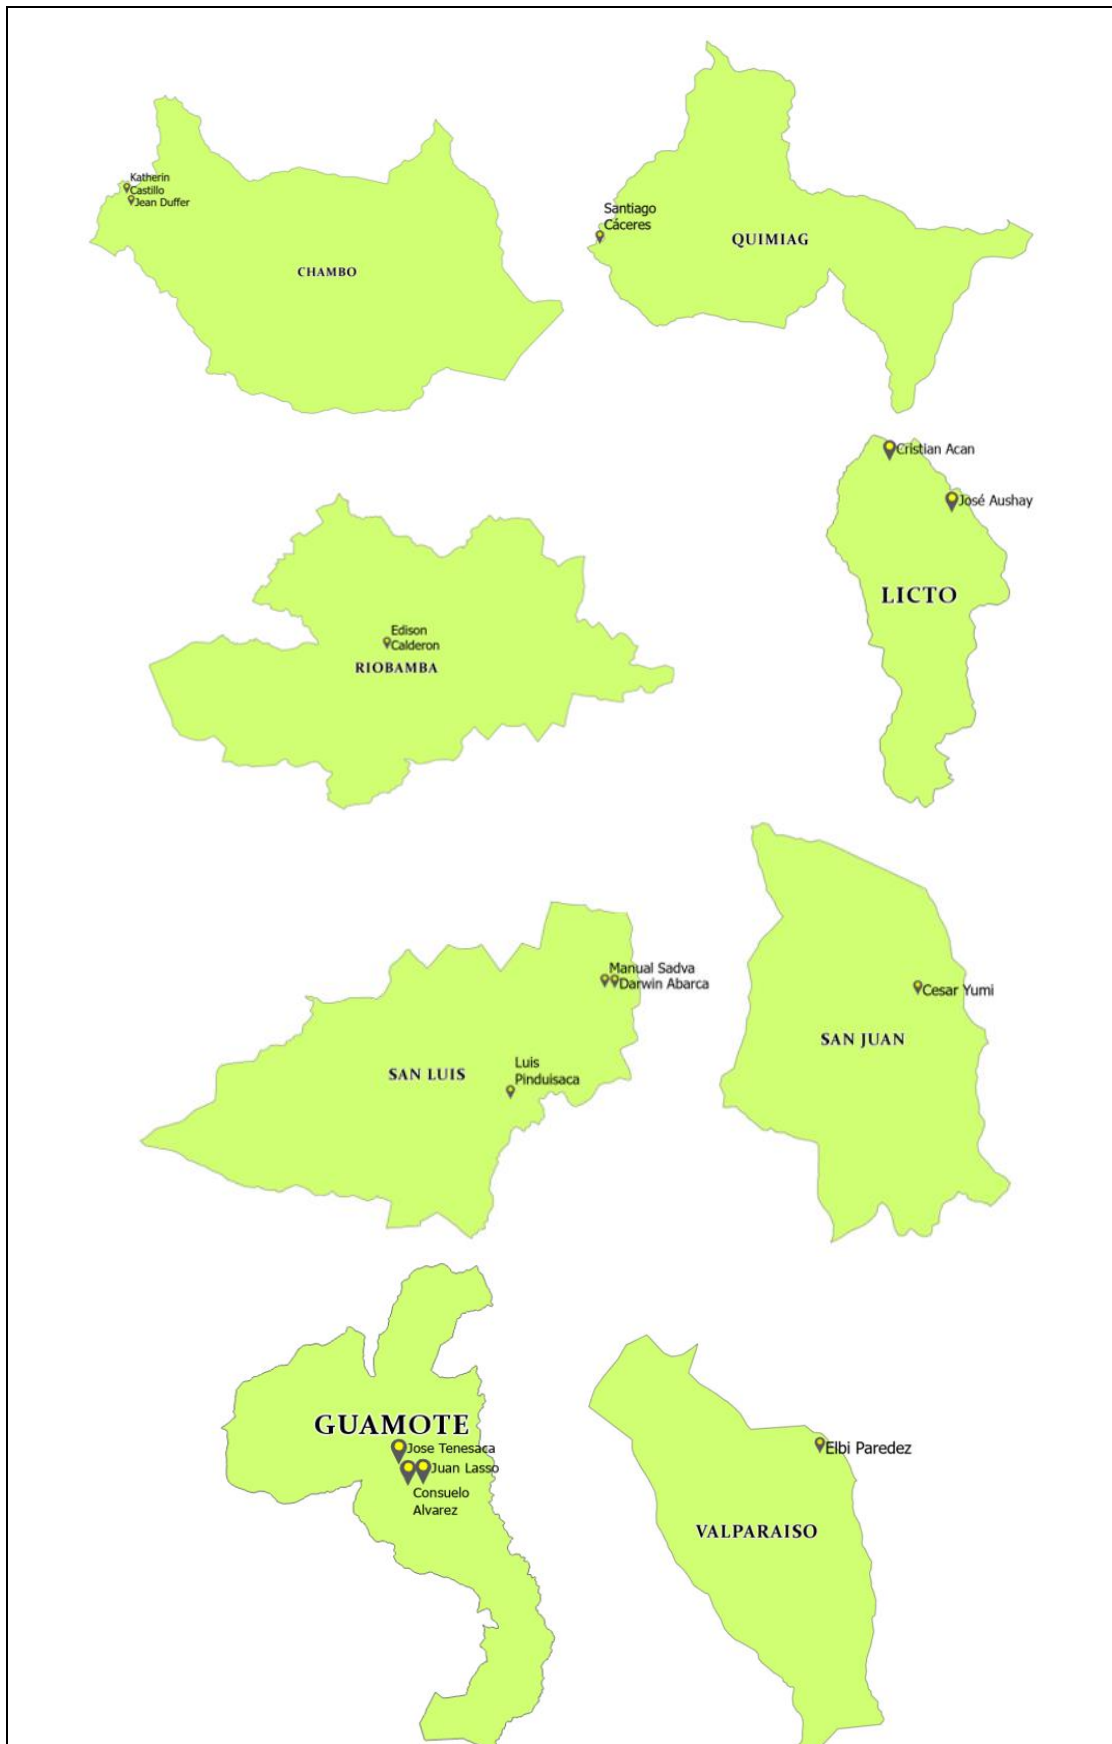 Katherin
Castillo
Jean Duffer
CHAMBO
Santiago
Cáceres
QUIMIAG
Cristian Acan
José Aushay
LICTO
Edison
Calderon
RIOBAMBA
Manual Sadva
Darwin Abarca
Luis
Pinduisaca
SAN LUIS
Cesar Yumi
SAN JUAN
GUAMOTE
Jose Tenesaca
Juan Lasso
Consuelo
Alvarez
Elbi Paredez
VALPARAISO